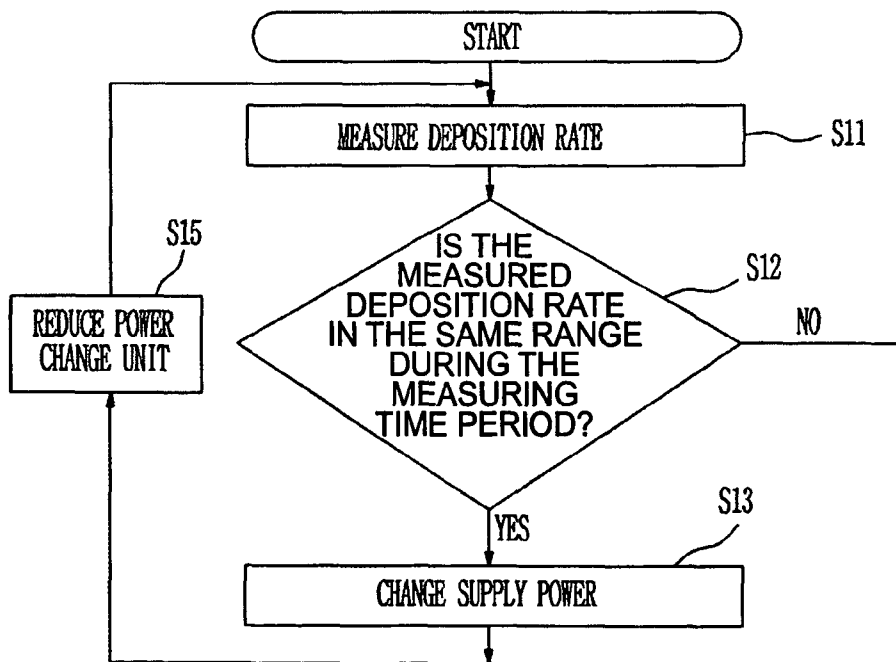 START
MEASURE DEPOSITION RATE
S11
IS THE
MEASURED
DEPOSITION RATE
IN THE SAME RANGE
DURING THE
MEASURING
TIME PERIOD?
S12
NO
S15
REDUCE POWER
CHANGE UNIT
YES
S13
CHANGE SUPPLY POWER